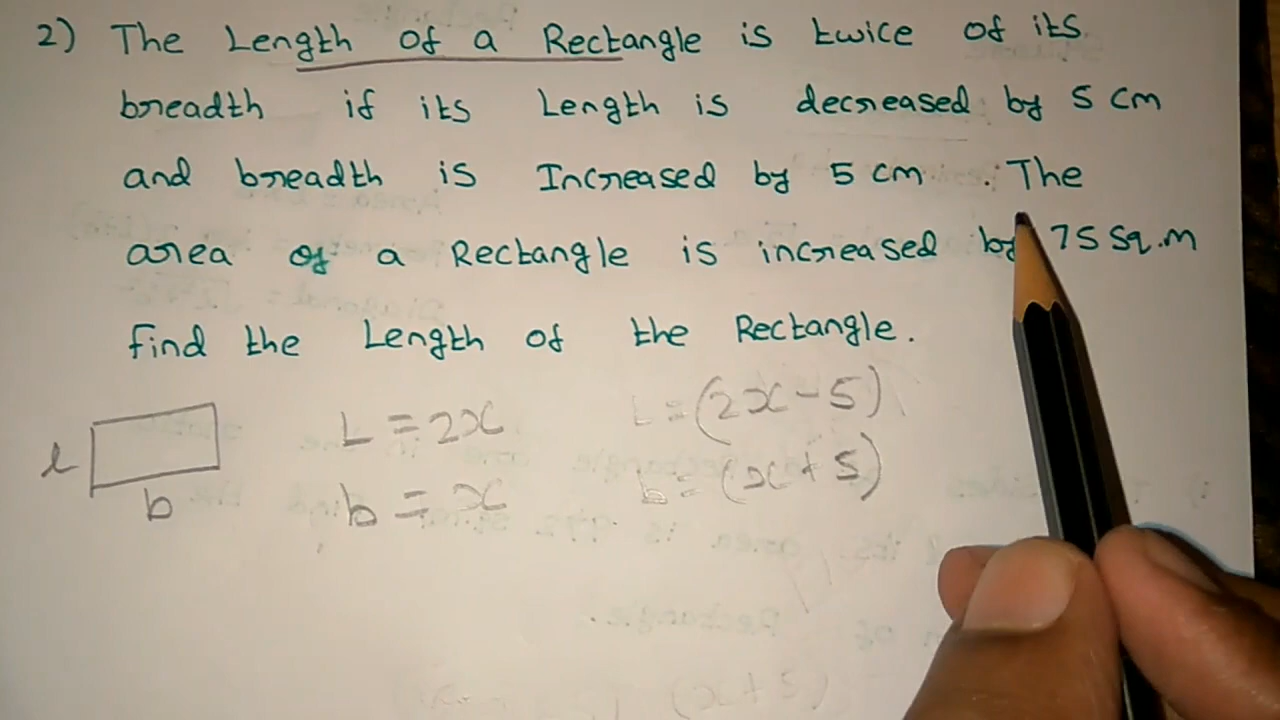 2) The Length of a Rectangle is twice of its
breadth if its Length is decreased by 5 cm
and breadth is Increased by 5 cm . The
area of a Rectangle is increased by 75 Sq.m
find the Length of the Rectangle.
L = 2x L = (2x - 5)
l b = x b = (x + 5)
b
(x + 5)